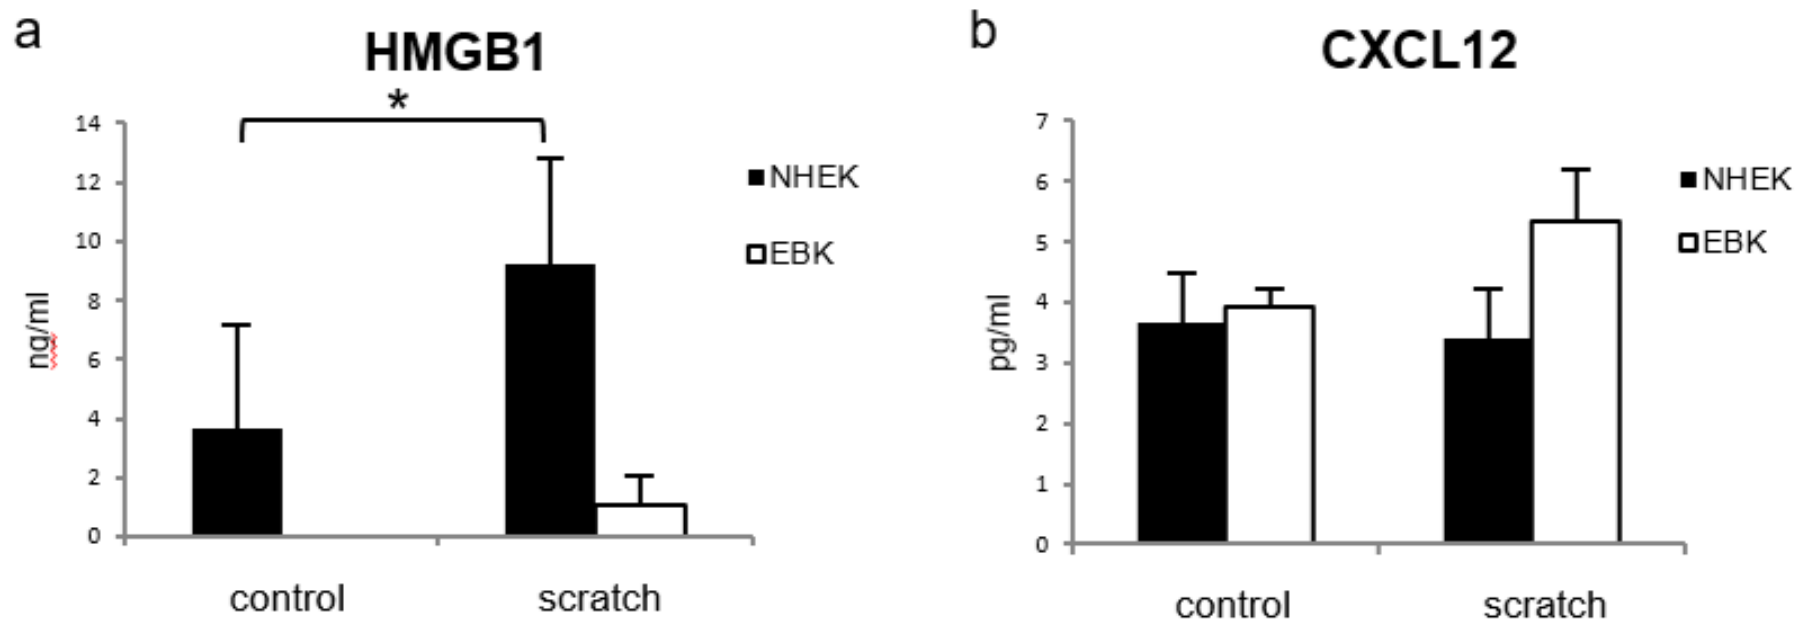 a
HMGB1
*
14
12
10
8
6
4
2
0
ng/ml
NHEK
EBK
control
scratch
b
CXCL12
7
6
5
4
3
2
1
0
pg/ml
NHEK
EBK
control
scratch